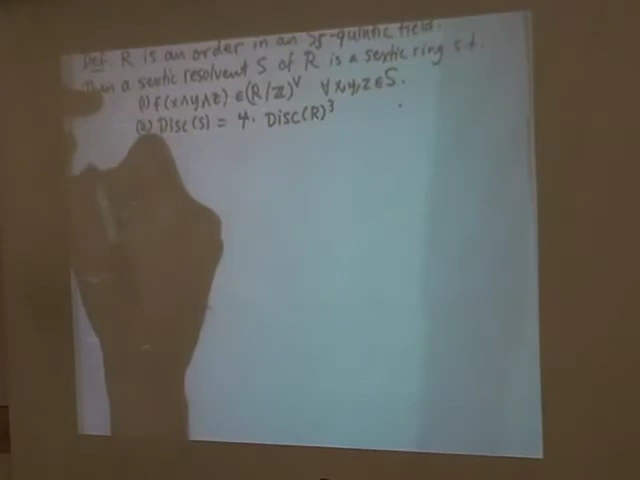 Def. R is an order in an S5-quintic field.
Then a sextic resolvent S of R is a sextic ring s.t.
(1) f(x∧y∧z) ∈ (R/ℤ)^∨ ∀ x,y,z ∈ S.
(2) Disc(S) = 4. Disc(R)^3